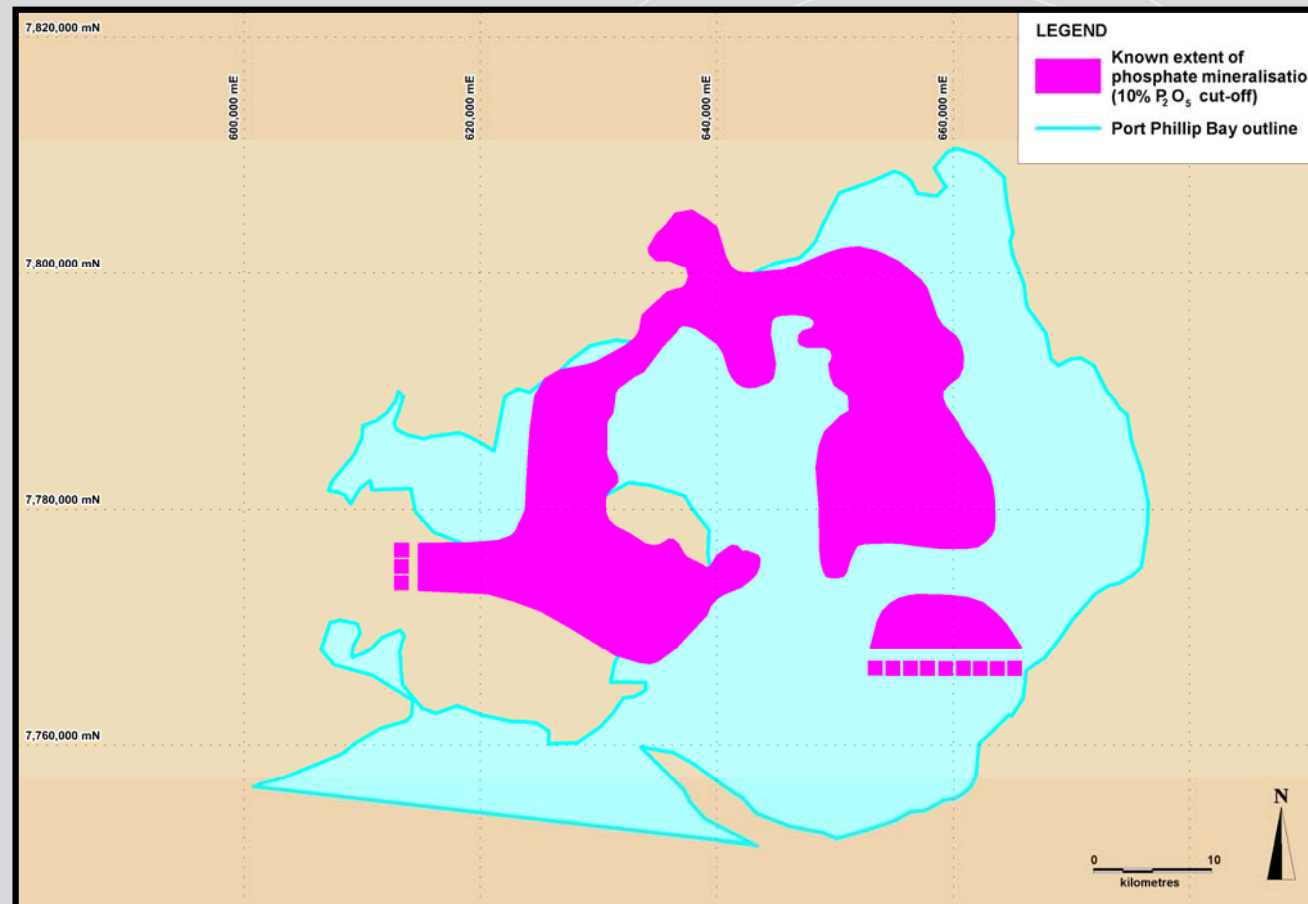 7,820,000 mN
600,000 mE
620,000 mE
640,000 mE
660,000 mE
LEGEND
Known extent of
phosphate mineralisatio
(10% P₂O₅ cut-off)
Port Phillip Bay outline
7,800,000 mN
7,780,000 mN
7,760,000 mN
N
0 10
kilometres